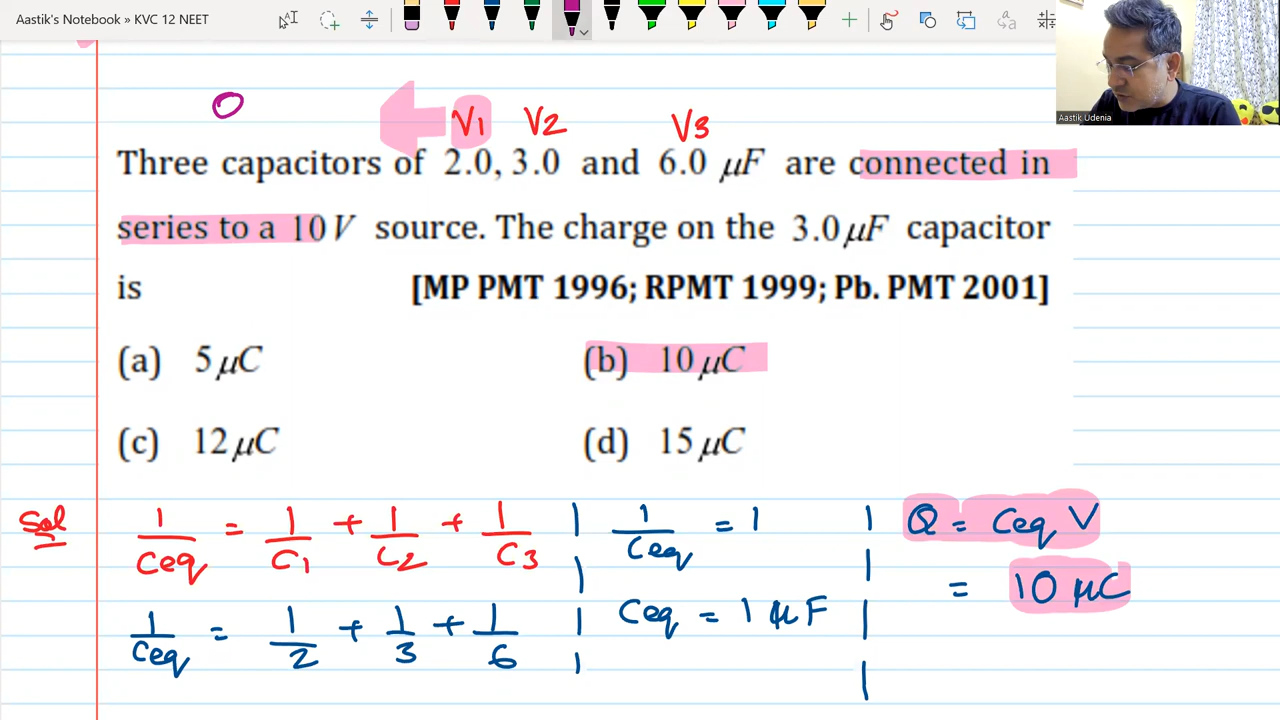 Aastik's Notebook » KVC 12 NEET
Aastik Udenia
V1 V2 V3
Three capacitors of 2.0, 3.0 and 6.0 μF are connected in
series to a 10 V source. The charge on the 3.0 μF capacitor
is [MP PMT 1996; RPMT 1999; Pb. PMT 2001]
(a) 5 μC (b) 10 μC
(c) 12 μC (d) 15 μC
Sol 1/Ceq = 1/C1 + 1/C2 + 1/C3 | 1/Ceq = 1 | Q = Ceq V
= 10 μC
1/Ceq = 1/2 + 1/3 + 1/6 | Ceq = 1 μF |